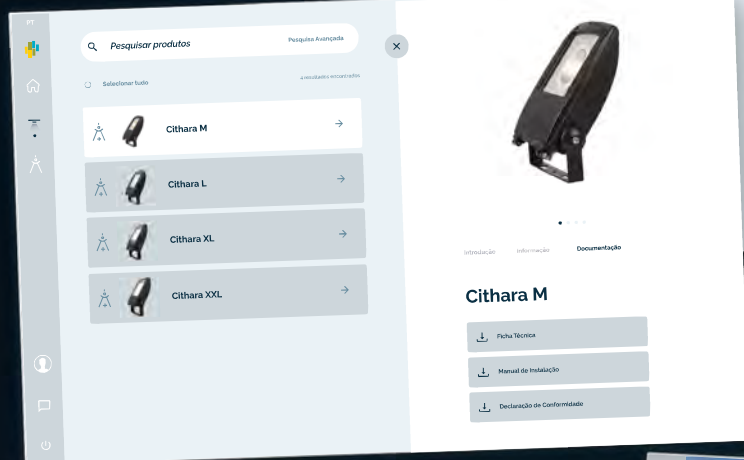 PT
Pesquisar produtos
Pesquisa Avançada
Selecionar tudo
4 resultados encontrados
Cithara M
Cithara L
Cithara XL
Cithara XXL
Introdução
Informação
Documentação
Cithara M
Ficha Técnica
Manual de Instalação
Declaração de Conformidade